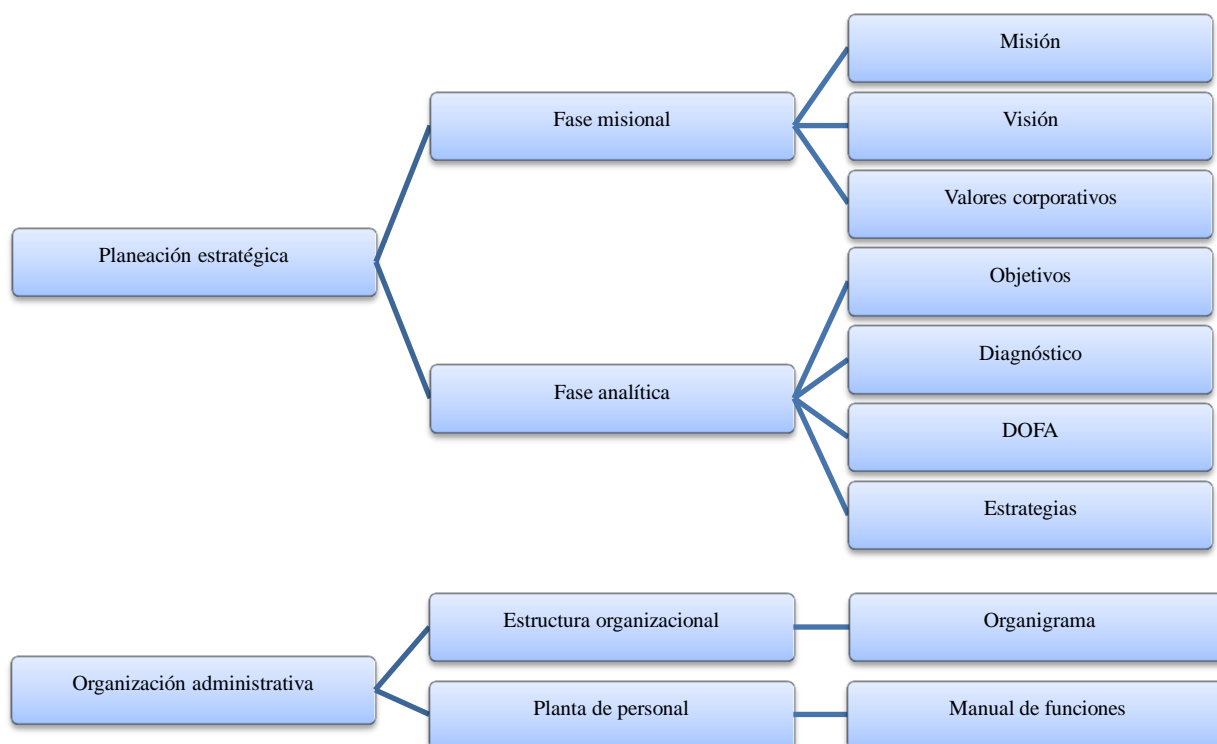 Planeación estratégica
Fase misional
Misión
Visión
Valores corporativos
Fase analítica
Objetivos
Diagnóstico
DOFA
Estrategias
Organización administrativa
Estructura organizacional
Organigrama
Planta de personal
Manual de funciones